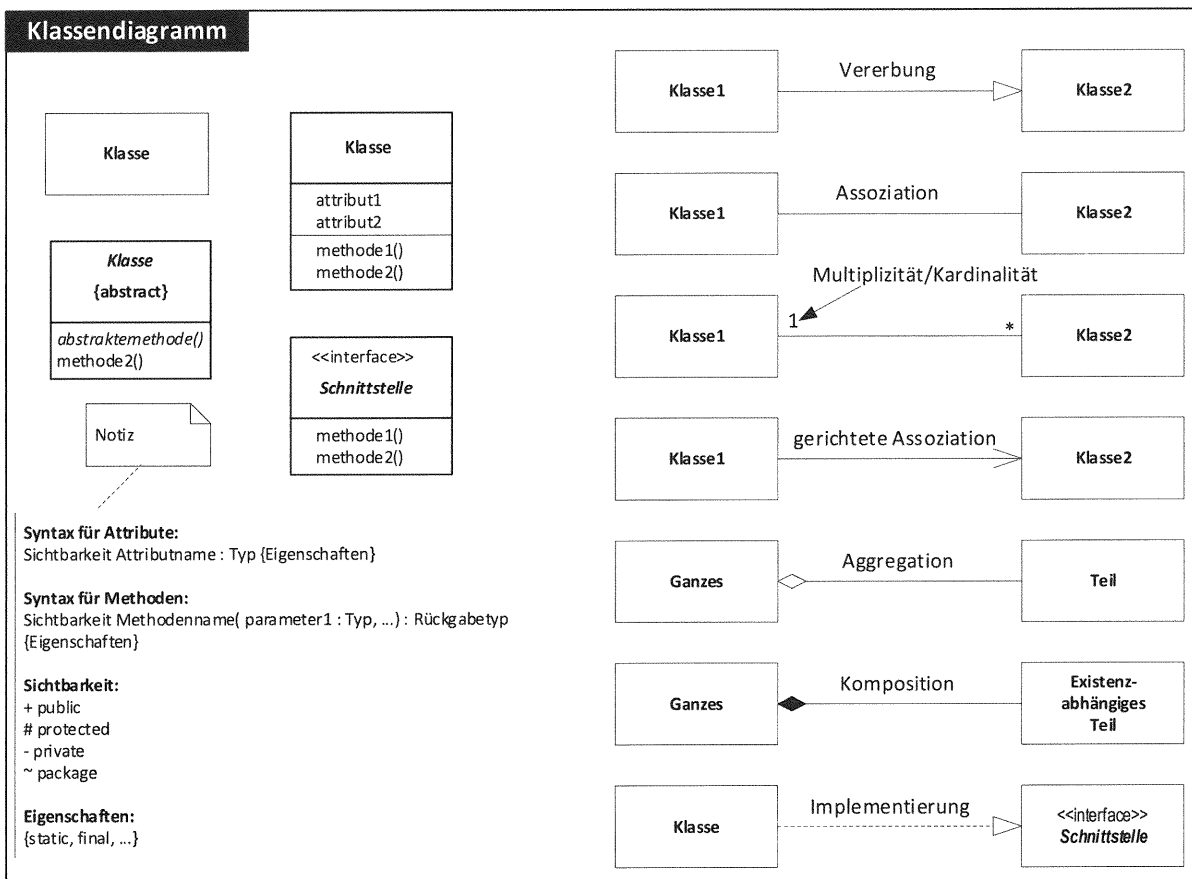 Klassendiagramm
Klasse
Klasse
attribut1
attribut2
methode1()
methode2()
Klasse
{abstract}
abstraktemethode()
methode2()
<<interface>>
Schnittstelle
methode1()
methode2()
Notiz
Syntax für Attribute:
Sichtbarkeit Attributname : Typ {Eigenschaften}
Syntax für Methoden:
Sichtbarkeit Methodenname( parameter1 : Typ, ...) : Rückgabetyp
{Eigenschaften}
Sichtbarkeit:
+ public
# protected
- private
~ package
Eigenschaften:
{static, final, ...}
Klasse1
Vererbung
Klasse2
Klasse1
Assoziation
Klasse2
Multiplizität/Kardinalität
Klasse1
1
*
Klasse2
Klasse1
gerichtete Assoziation
Klasse2
Ganzes
Aggregation
Teil
Ganzes
Komposition
Existenz-
abhängiges
Teil
Klasse
Implementierung
<<interface>>
Schnittstelle